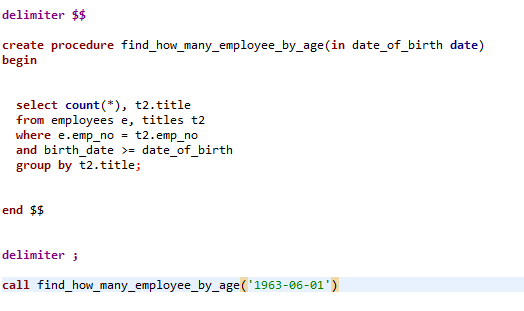 delimiter $$
create procedure find_how_many_employee_by_age(in date_of_birth date)
begin
select count(*), t2.title
from employees e, titles t2
where e.emp_no = t2.emp_no
and birth_date >= date_of_birth
group by t2.title;
end $$
delimiter ;
call find_how_many_employee_by_age('1963-06-01')